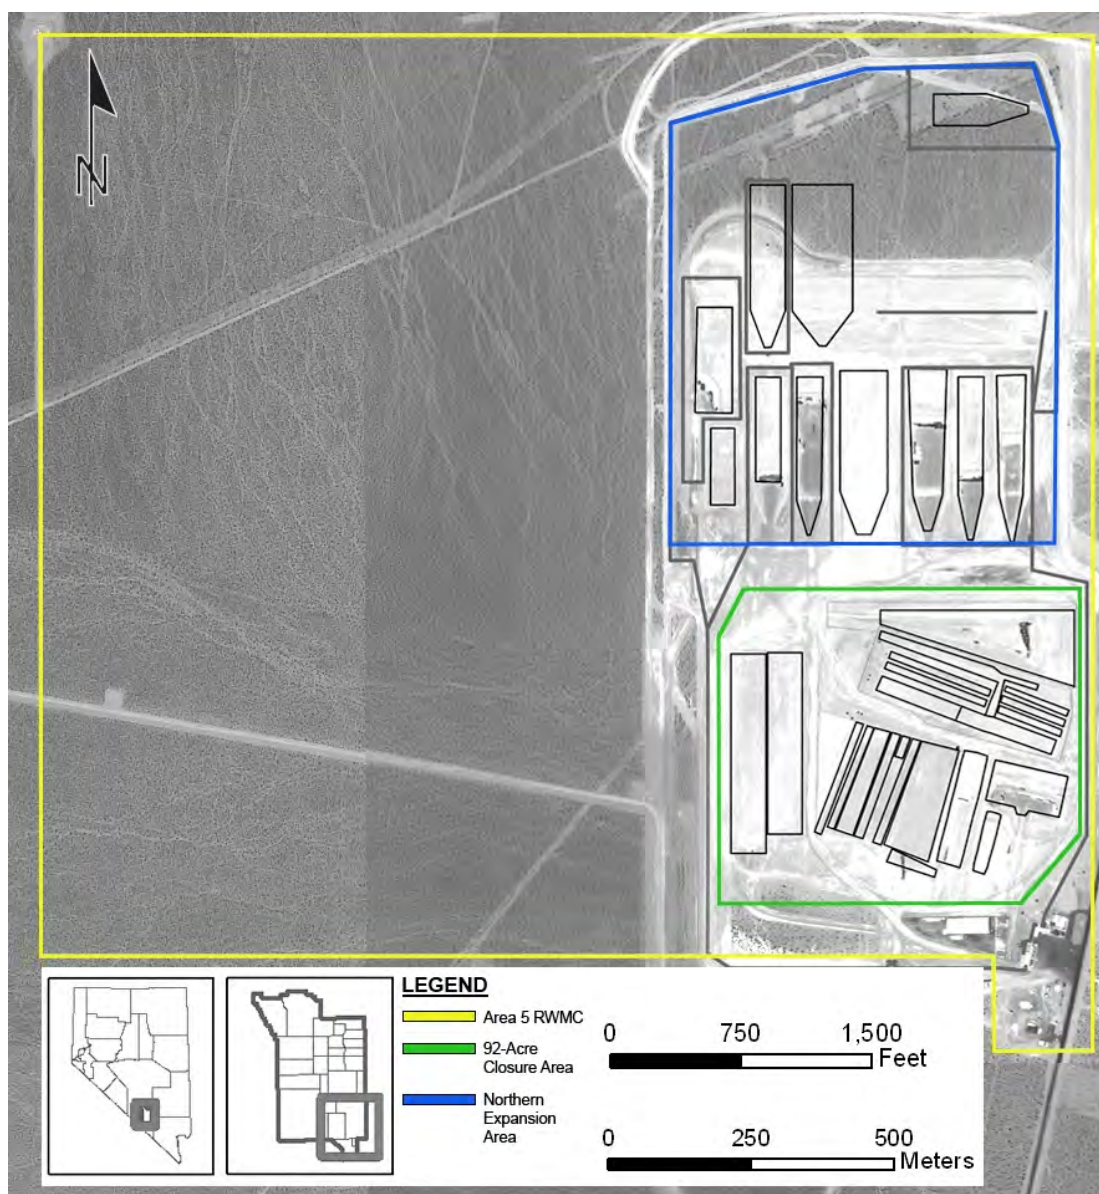 N
LEGEND
Area 5 RWMC
92-Acre
Closure Area
Northern
Expansion
Area
0 750 1,500
Feet
0 250 500
Meters